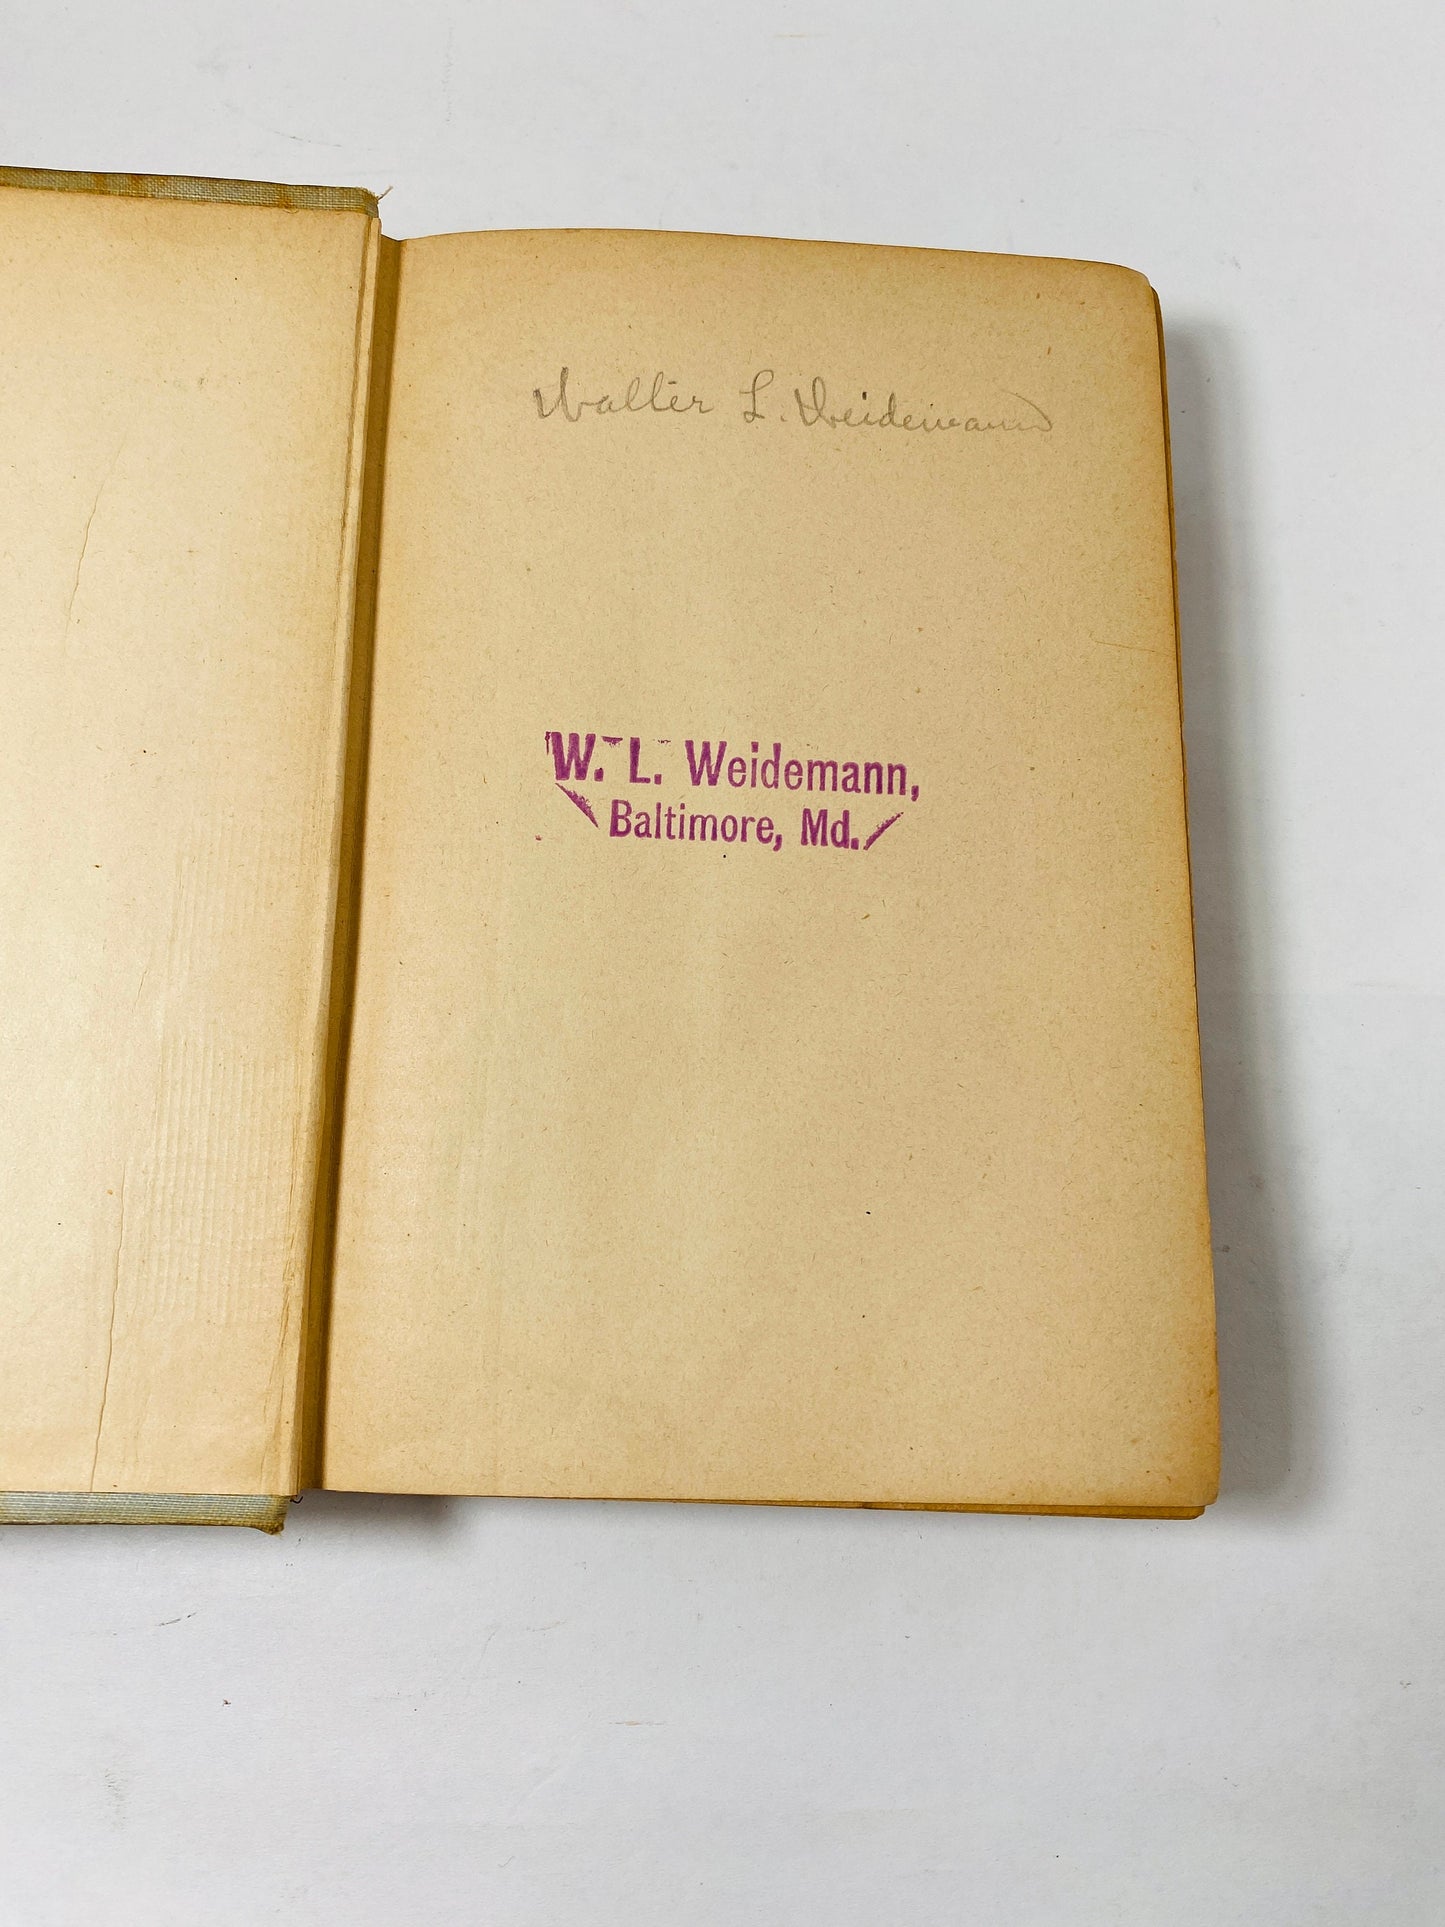 Walter L. Weidemann
W. L. Weidemann,
Baltimore, Md.